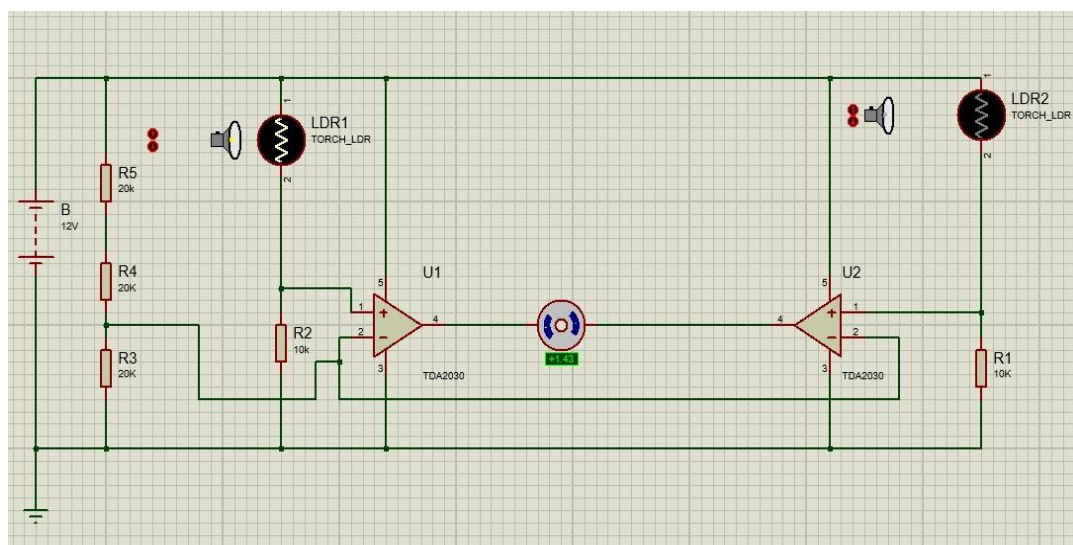 LDR1
TORCH_LDR
1
2
LDR2
TORCH_LDR
1
2
R5
20k
B
12V
R4
20K
R3
20K
R2
10k
U1
5
1
2
4
3
TDA2030
+1.43
U2
5
4
1
2
3
TDA2030
R1
10K